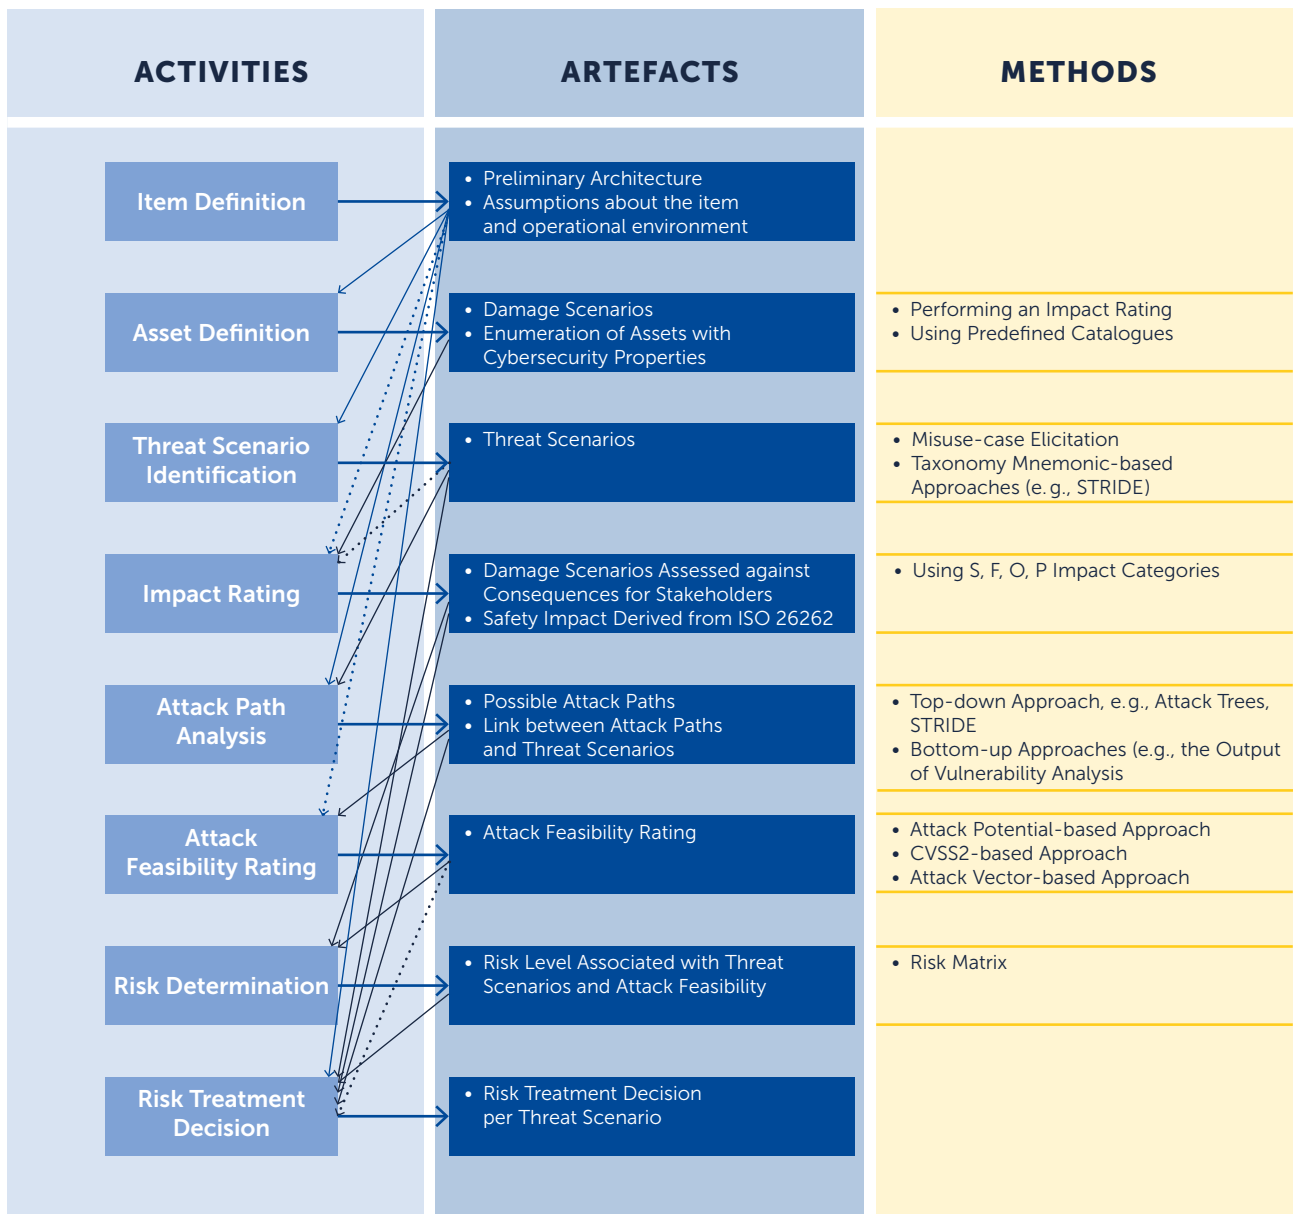 ACTIVITIES
ARTEFACTS
METHODS
Item Definition
• Preliminary Architecture
• Assumptions about the item
and operational environment
Asset Definition
• Damage Scenarios
• Enumeration of Assets with
Cybersecurity Properties
• Performing an Impact Rating
• Using Predefined Catalogues
Threat Scenario
Identification
• Threat Scenarios
• Misuse-case Elicitation
• Taxonomy Mnemonic-based
Approaches (e. g., STRIDE)
Impact Rating
• Damage Scenarios Assessed against
Consequences for Stakeholders
• Safety Impact Derived from ISO 26262
• Using S, F, O, P Impact Categories
Attack Path
Analysis
• Possible Attack Paths
• Link between Attack Paths
and Threat Scenarios
• Top-down Approach, e. g., Attack Trees,
STRIDE
• Bottom-up Approaches (e.g., the Output
of Vulnerability Analysis
Attack
Feasibility Rating
• Attack Feasibility Rating
• Attack Potential-based Approach
• CVSS2-based Approach
• Attack Vector-based Approach
Risk Determination
• Risk Level Associated with Threat
Scenarios and Attack Feasibility
• Risk Matrix
Risk Treatment
Decision
• Risk Treatment Decision
per Threat Scenario